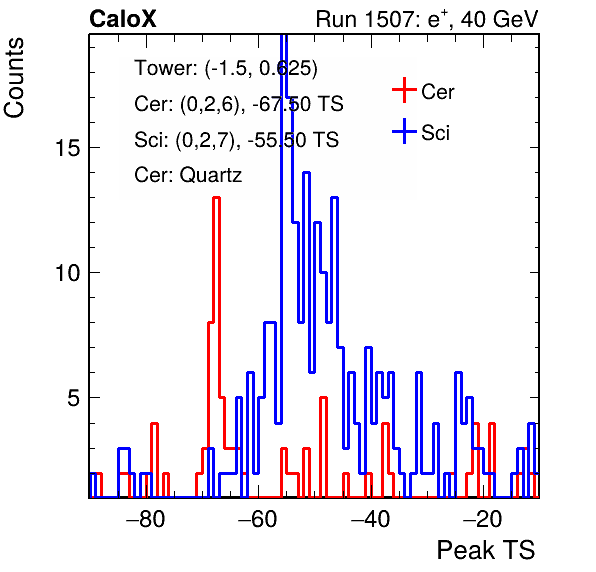 CaloX Run 1507: e⁺, 40 GeV
Counts
Tower: (-1.5, 0.625)
Cer: (0,2,6), -67.50 TS
Sci: (0,2,7), -55.50 TS
Cer: Quartz
Cer
Sci
15
10
5
−80 −60 −40 −20
Peak TS